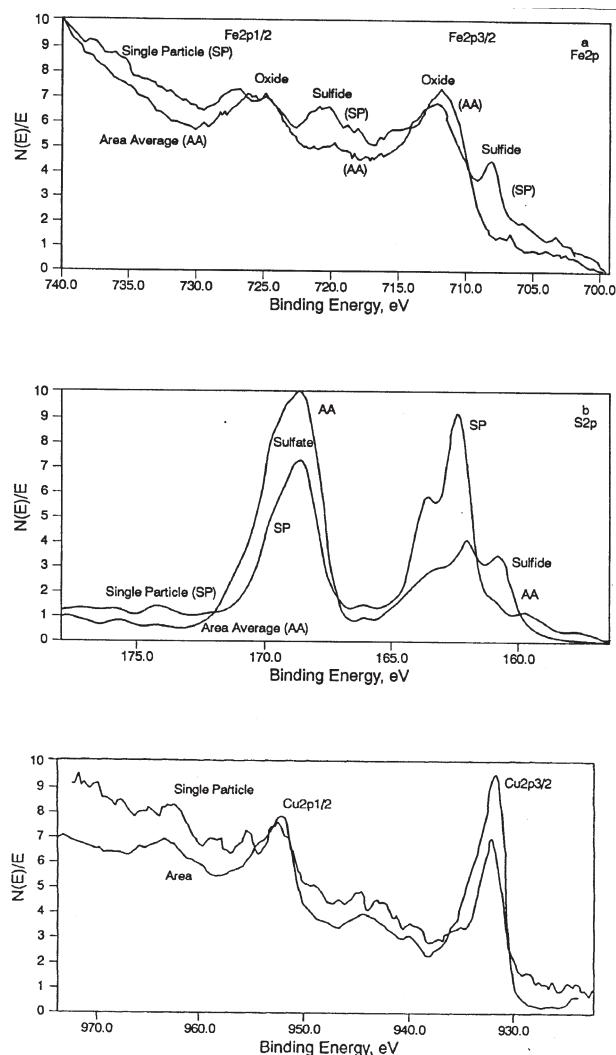 a
Fe2p
Fe2p1/2
Fe2p3/2
Single Particle (SP)
Oxide
Sulfide
(SP)
Oxide
(AA)
Sulfide
(SP)
Area Average (AA)
(AA)
N(E)/E
10
9
8
7
6
5
4
3
2
1
0
740.0 735.0 730.0 725.0 720.0 715.0 710.0 705.0 700.0
Binding Energy, eV
b
S2p
AA
SP
Sulfate
SP
Sulfide
AA
Single Particle (SP)
Area Average (AA)
N(E)/E
10
9
8
7
6
5
4
3
2
1
0
175.0 170.0 165.0 160.0
Binding Energy, eV
Single Particle
Cu2p1/2
Cu2p3/2
Area
N(E)/E
10
9
8
7
6
5
4
3
2
1
0
970.0 960.0 950.0 940.0 930.0
Binding Energy, eV